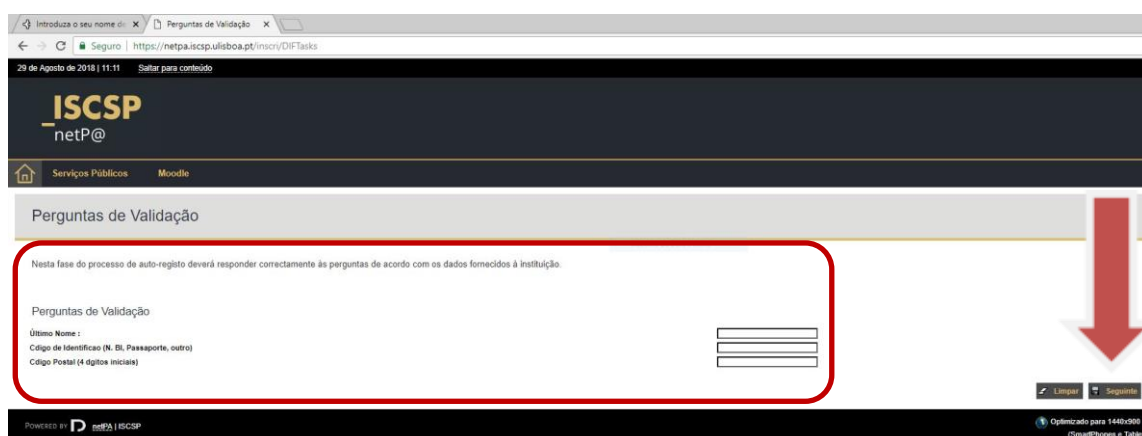 Introduza o seu nome de
Perguntas de Validação
Seguro | https://netpa.iscsp.ulisboa.pt/inscri/DIFTasks
29 de Agosto de 2018 | 11:11 Saltar para conteúdo
_ISCSP
netP@
Serviços Públicos Moodle
Perguntas de Validação
Nesta fase do processo de auto-registo deverá responder correctamente às perguntas de acordo com os dados fornecidos à instituição.
Perguntas de Validação
Último Nome :
Cdigo de Identificao (N. BI, Passaporte, outro)
Cdigo Postal (4 dgitos iniciais)
Limpar Seguinte
POWERED BY netPA | ISCSP
Optimizado para 1440x900
(SmartPhones e Table